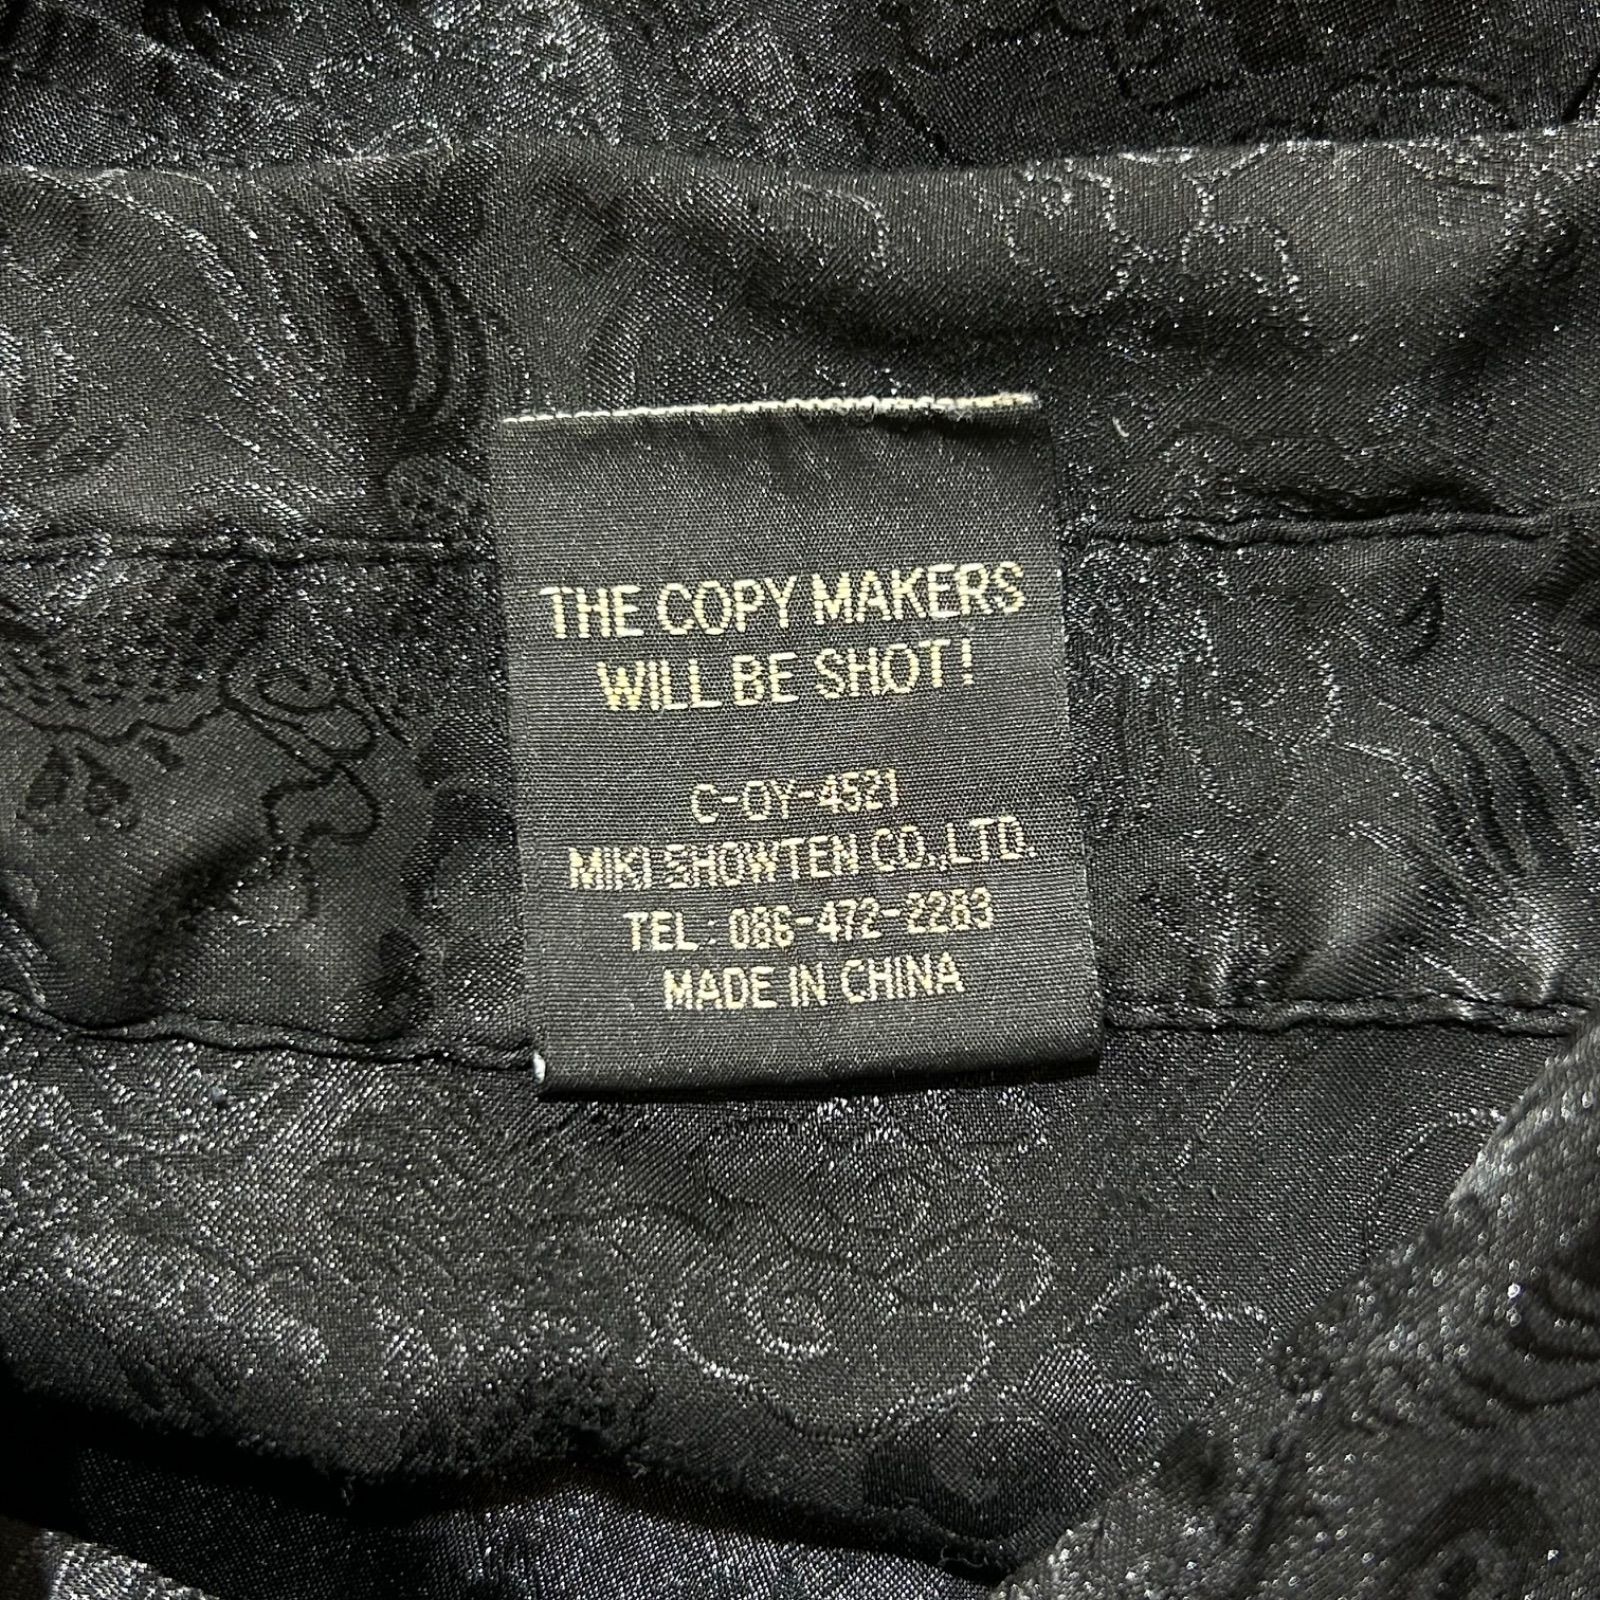 THE COPY MAKERS
WILL BE SHOT!
C-OY-4521
MIKI SHOWTEN CO.,LTD.
TEL: 086-472-2283
MADE IN CHINA